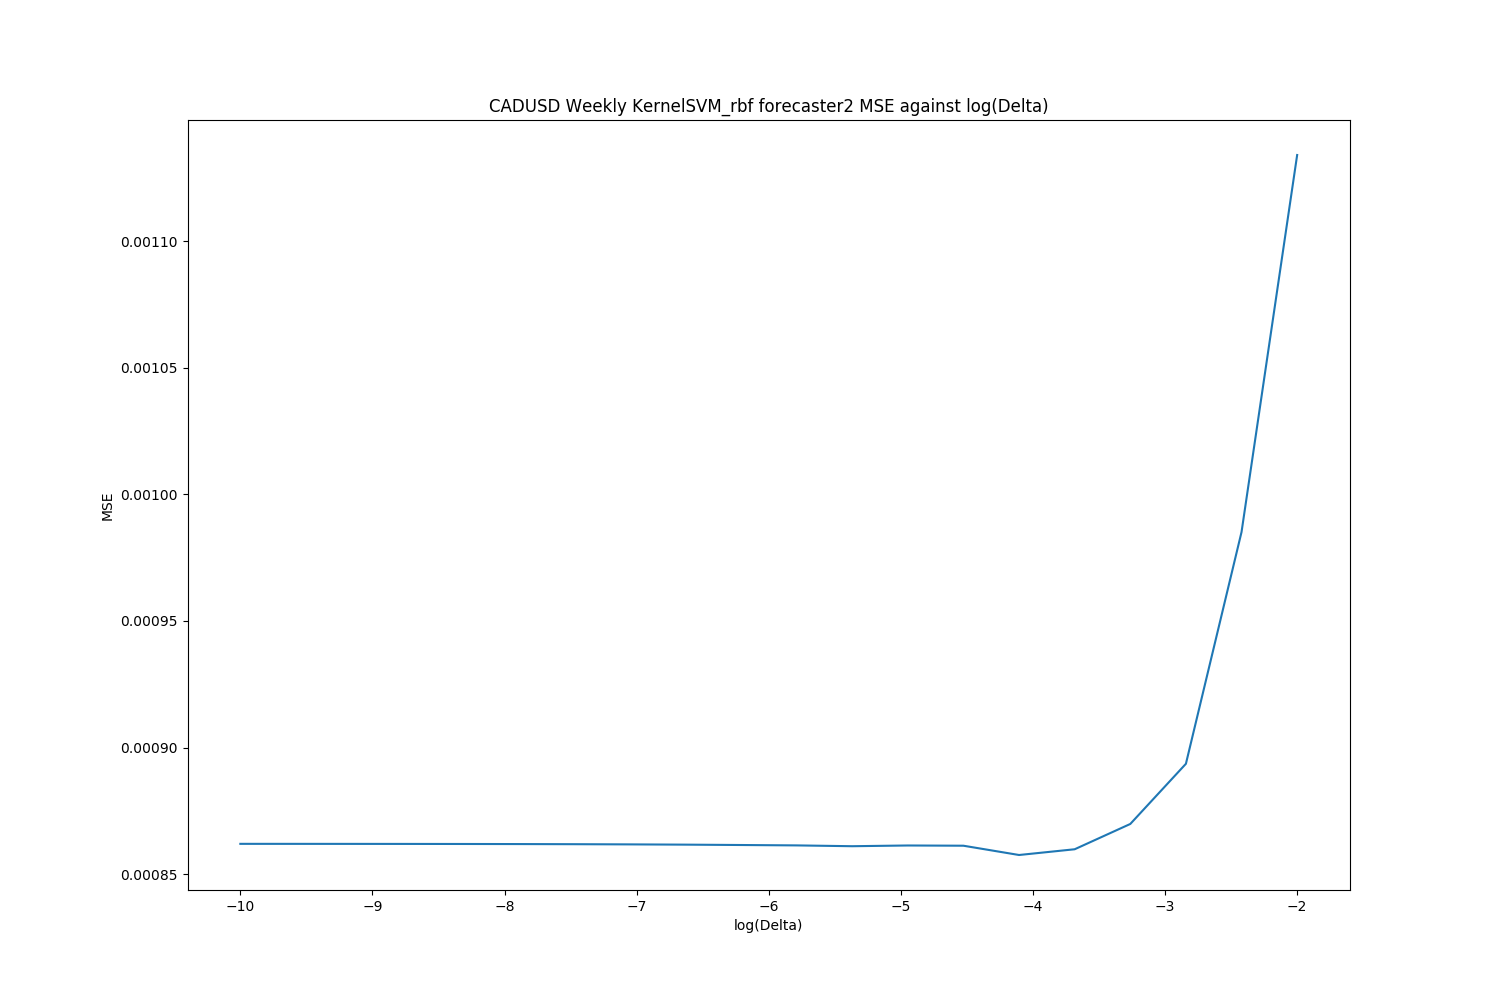 CADUSD Weekly KernelSVM_rbf forecaster2 MSE against log(Delta)
0.00110
0.00105
0.00100
0.00095
0.00090
0.00085
MSE
−10 −9 −8 −7 −6 −5 −4 −3 −2
log(Delta)